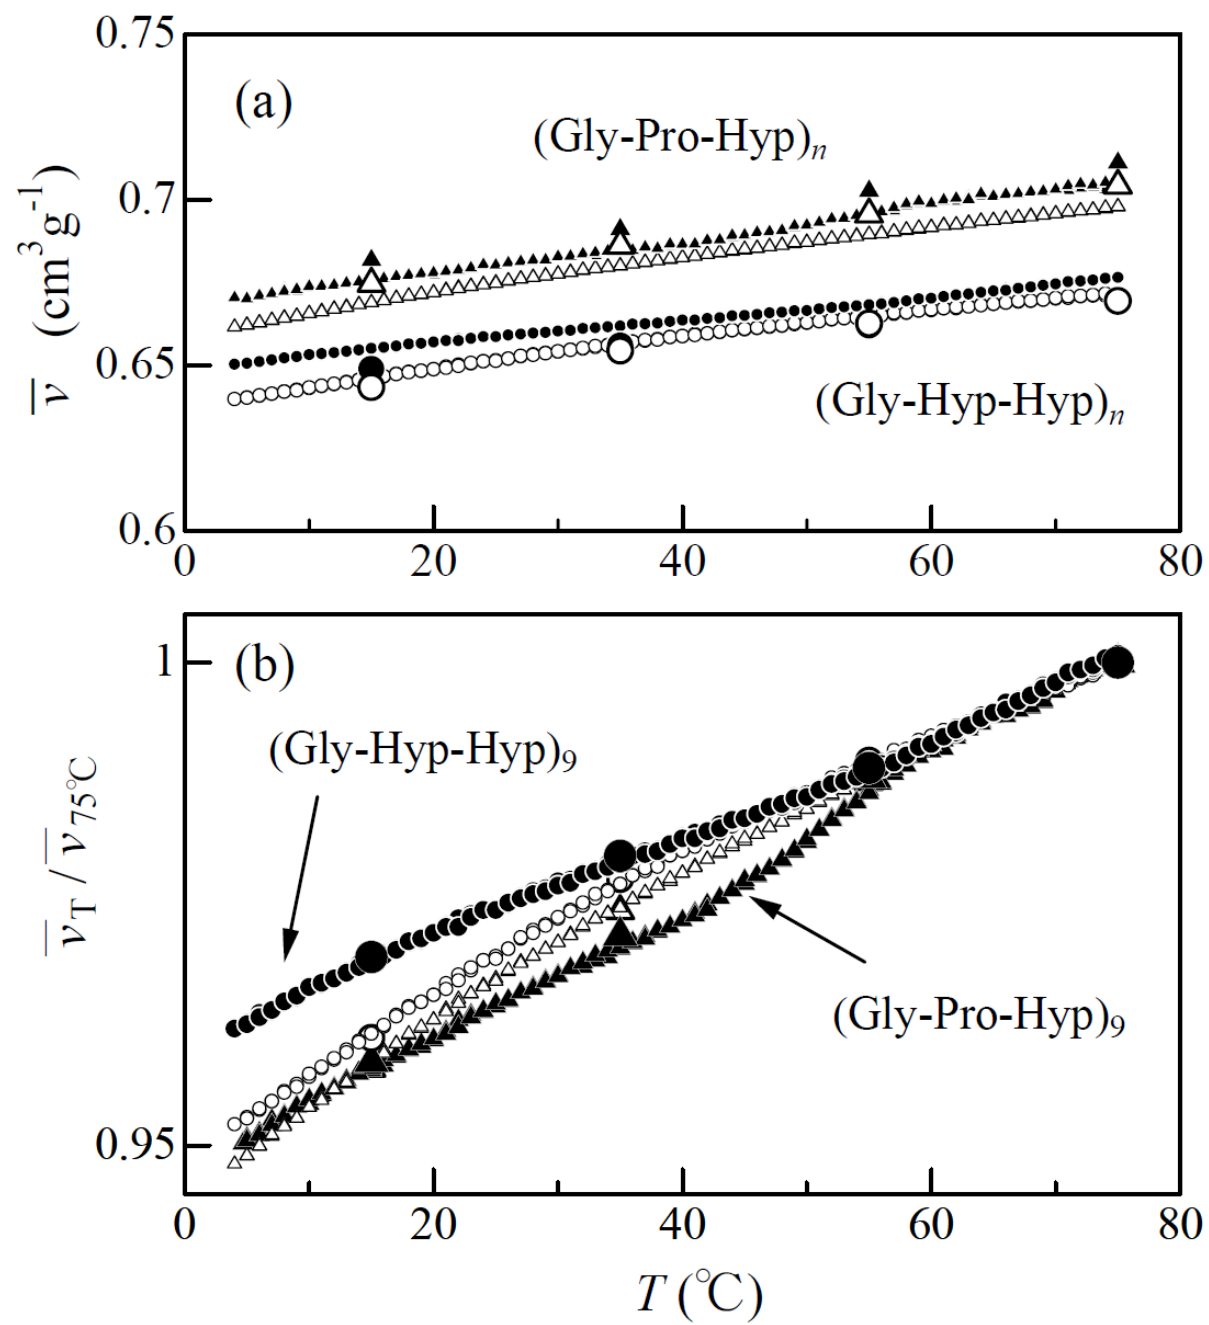 0.75
(a)
(Gly-Pro-Hyp)n
0.7
v̅ (cm³g⁻¹)
0.65
(Gly-Hyp-Hyp)n
0.6
0 20 40 60 80
1
(b)
(Gly-Hyp-Hyp)₉
v̅T / v̅75℃
(Gly-Pro-Hyp)₉
0.95
0 20 40 60 80
T (℃)